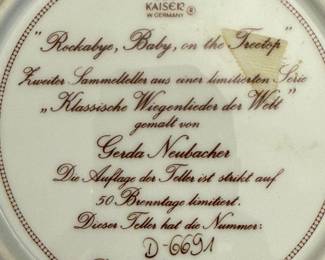 KAISER ®
W. GERMANY
"Rockabye, Baby, on the Treetop"
Zweiter Sammelteller aus einer limitierten Serie
„Klassische Wiegenlieder der Welt"
gemalt von
Gerda Neubacher
Die Auflage der Teller ist strikt auf
50 Brenntage limitiert.
Dieser Teller hat die Nummer:
D-6691